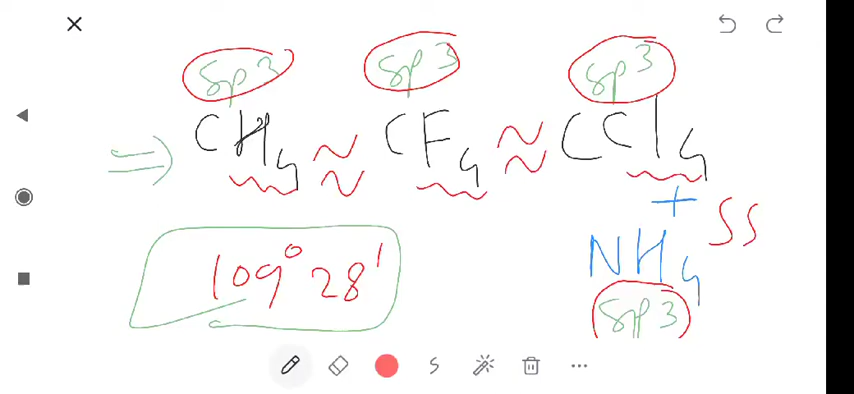 sp3 sp3 sp3
⇒ CH4 ≈ CF4 ≈ CCl4
+ SS
NH4
109° 28' sp3